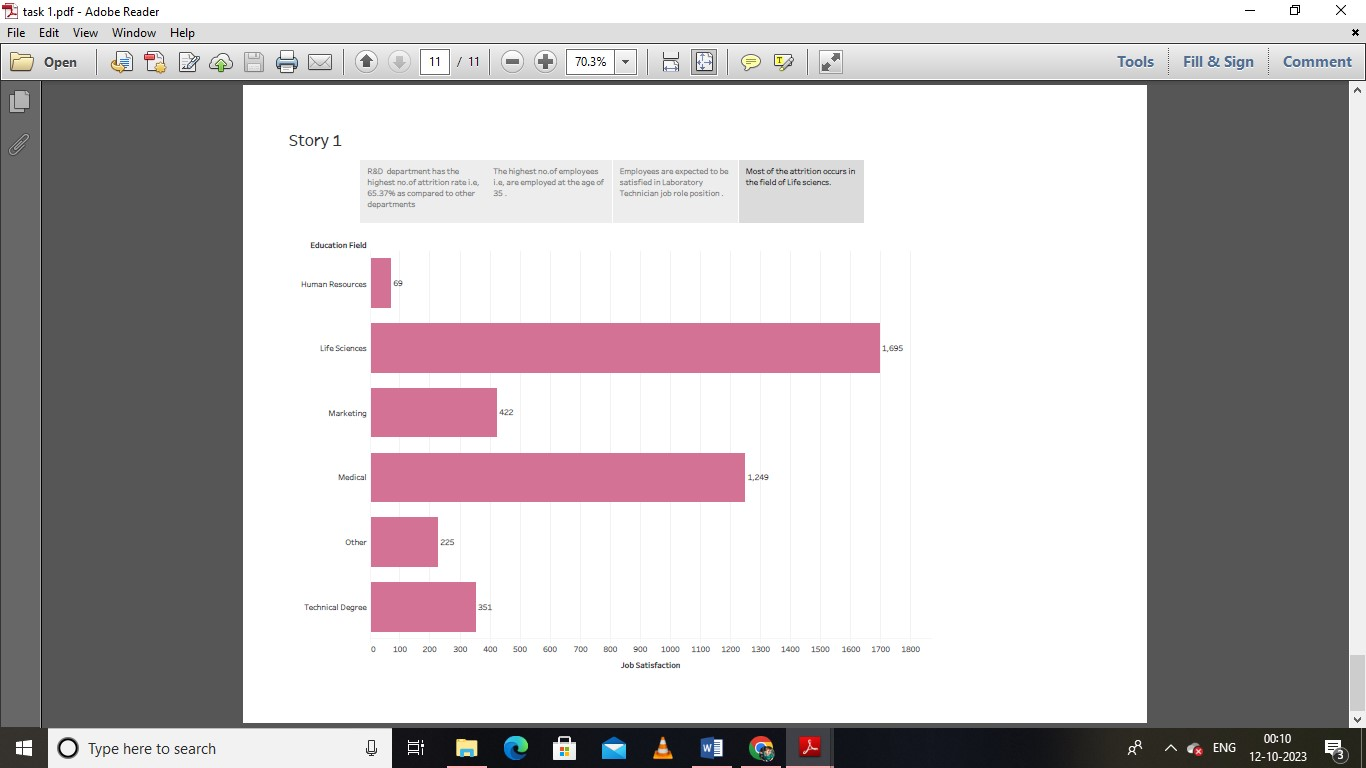 task 1.pdf - Adobe Reader
File Edit View Window Help
Open 11 / 11 70.3% Tools Fill & Sign Comment
Story 1
R&D department has the
highest no.of attrition rate i.e,
65.37% as compared to other
departments
The highest no.of employees
i.e, are employed at the age of
35 .
Employees are expected to be
satisfied in Laboratory
Technician job role position .
Most of the attrition occurs in
the field of Life sciencs.
Education Field
Human Resources 69
Life Sciences 1,695
Marketing 422
Medical 1,249
Other 225
Technical Degree 351
0 100 200 300 400 500 600 700 800 900 1000 1100 1200 1300 1400 1500 1600 1700 1800
Job Satisfaction
Type here to search
ENG
00:10
12-10-2023
3